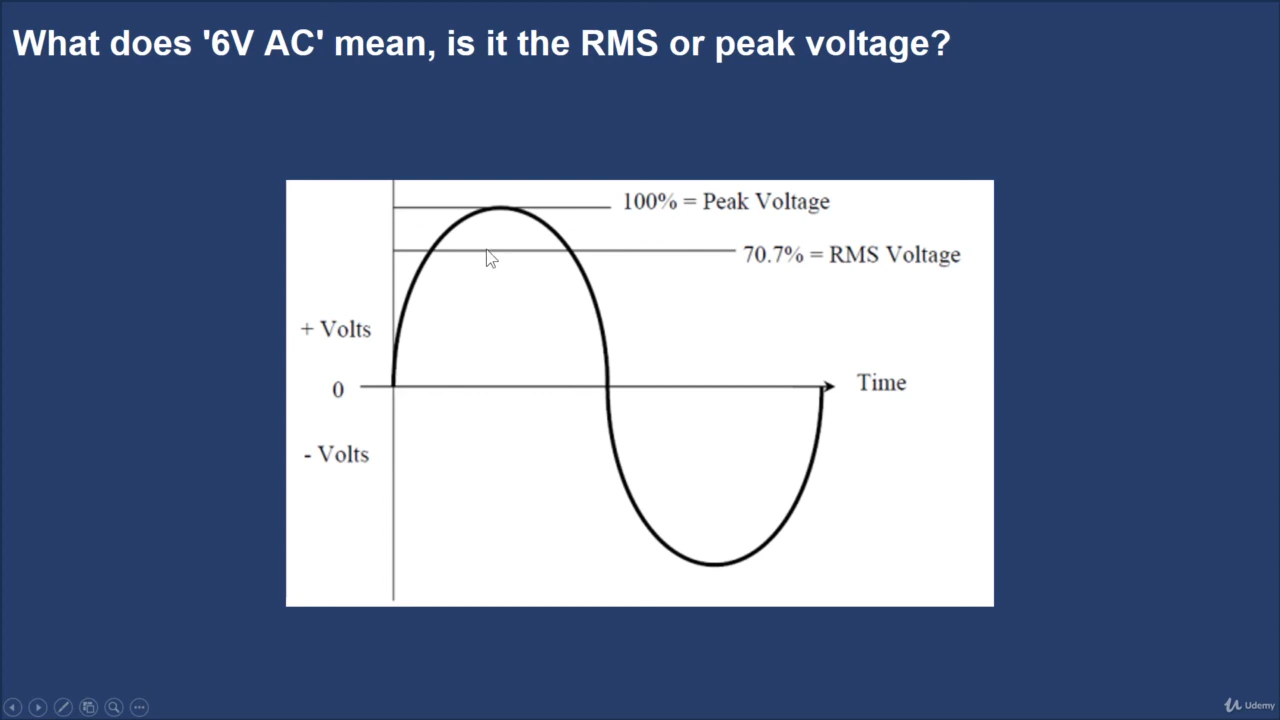 What does '6V AC' mean, is it the RMS or peak voltage?
100% = Peak Voltage
70.7% = RMS Voltage
+ Volts
0
Time
- Volts
Udemy